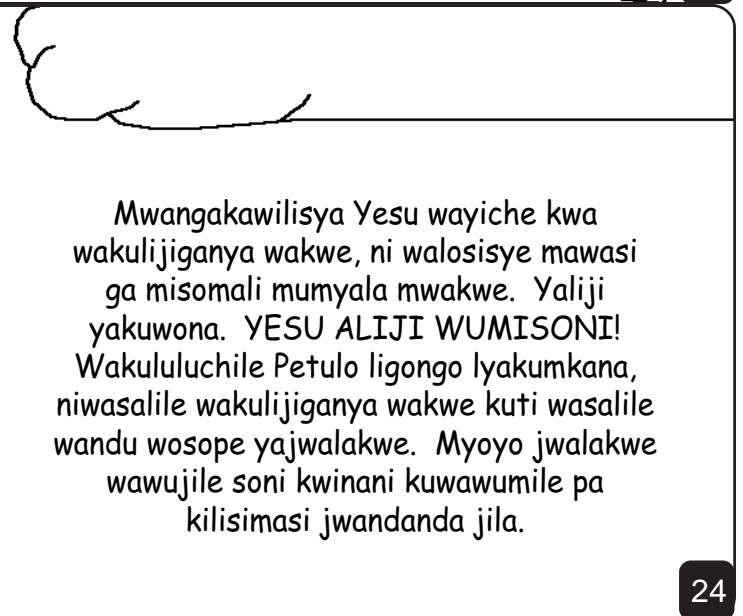 Mwangakawilisya Yesu wayiche kwa
wakulijiganya wakwe, ni walosisye mawasi
ga misomali mumyala mwakwe.  Yaliji
yakuwona.  YESU ALIJI WUMISONI!
Wakululuchile Petulo ligongo lyakumkana,
niwasalile wakulijiganya wakwe kuti wasalile
wandu wosope yajwalakwe.  Myoyo jwalakwe
wawujile soni kwinani kuwawumile pa
kilisimasi jwandanda jila.
24